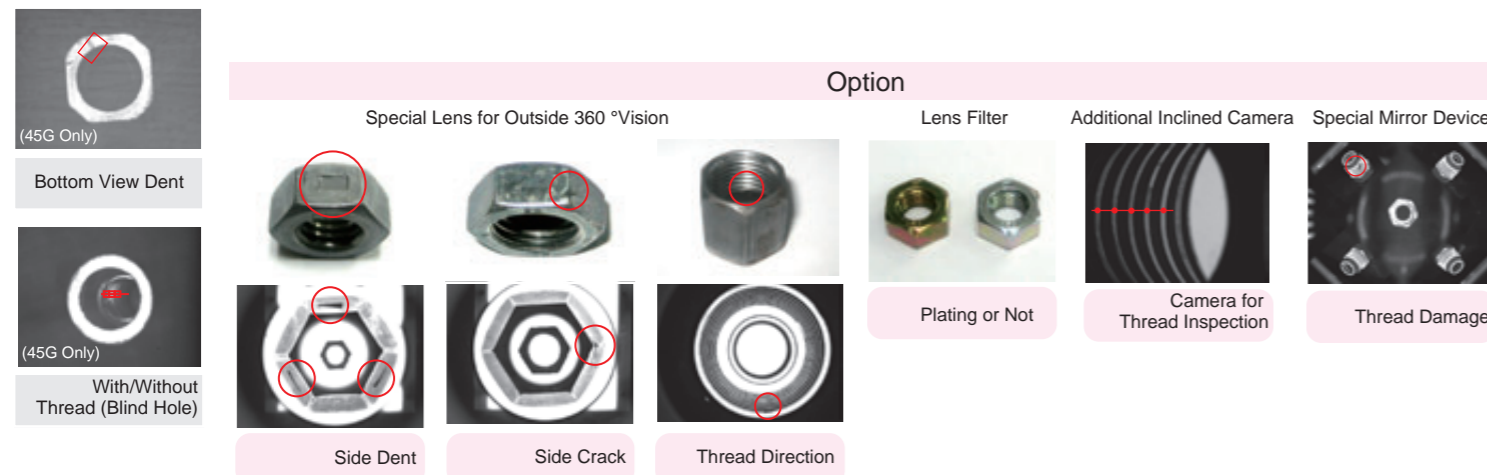 (45G Only)
Bottom View Dent
(45G Only)
With/Without
Thread (Blind Hole)
Option
Special Lens for Outside 360 °Vision
Lens Filter
Additional Inclined Camera
Special Mirror Device
Side Dent
Side Crack
Thread Direction
Plating or Not
Camera for
Thread Inspection
Thread Damage